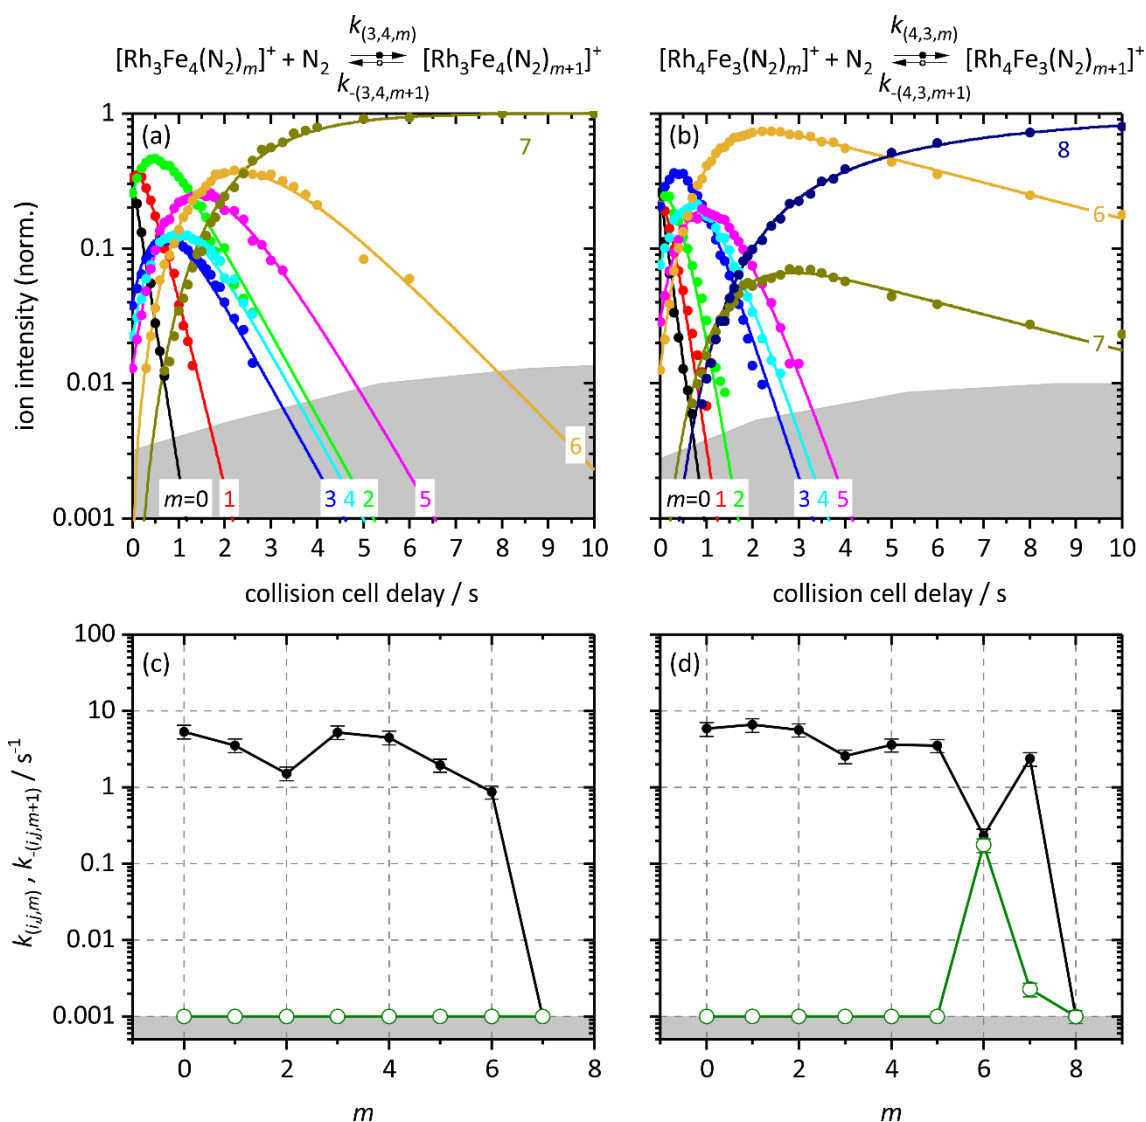 k(3,4,m)
[Rh3Fe4(N2)m]+ + N2 [Rh3Fe4(N2)m+1]+
k-(3,4,m+1)
k(4,3,m)
[Rh4Fe3(N2)m]+ + N2 [Rh4Fe3(N2)m+1]+
k-(4,3,m+1)
ion intensity (norm.)
1
0.1
0.01
0.001
(a)
7
6
m=0 1 3 4 2 5
0 1 2 3 4 5 6 7 8 9 10
collision cell delay / s
(b)
8
6
7
m=0 1 2 3 4 5
0 1 2 3 4 5 6 7 8 9 10
collision cell delay / s
k(i,j,m) , k-(i,j,m+1) / s-1
100
10
1
0.1
0.01
0.001
(c)
0 2 4 6 8
m
(d)
0 2 4 6 8
m